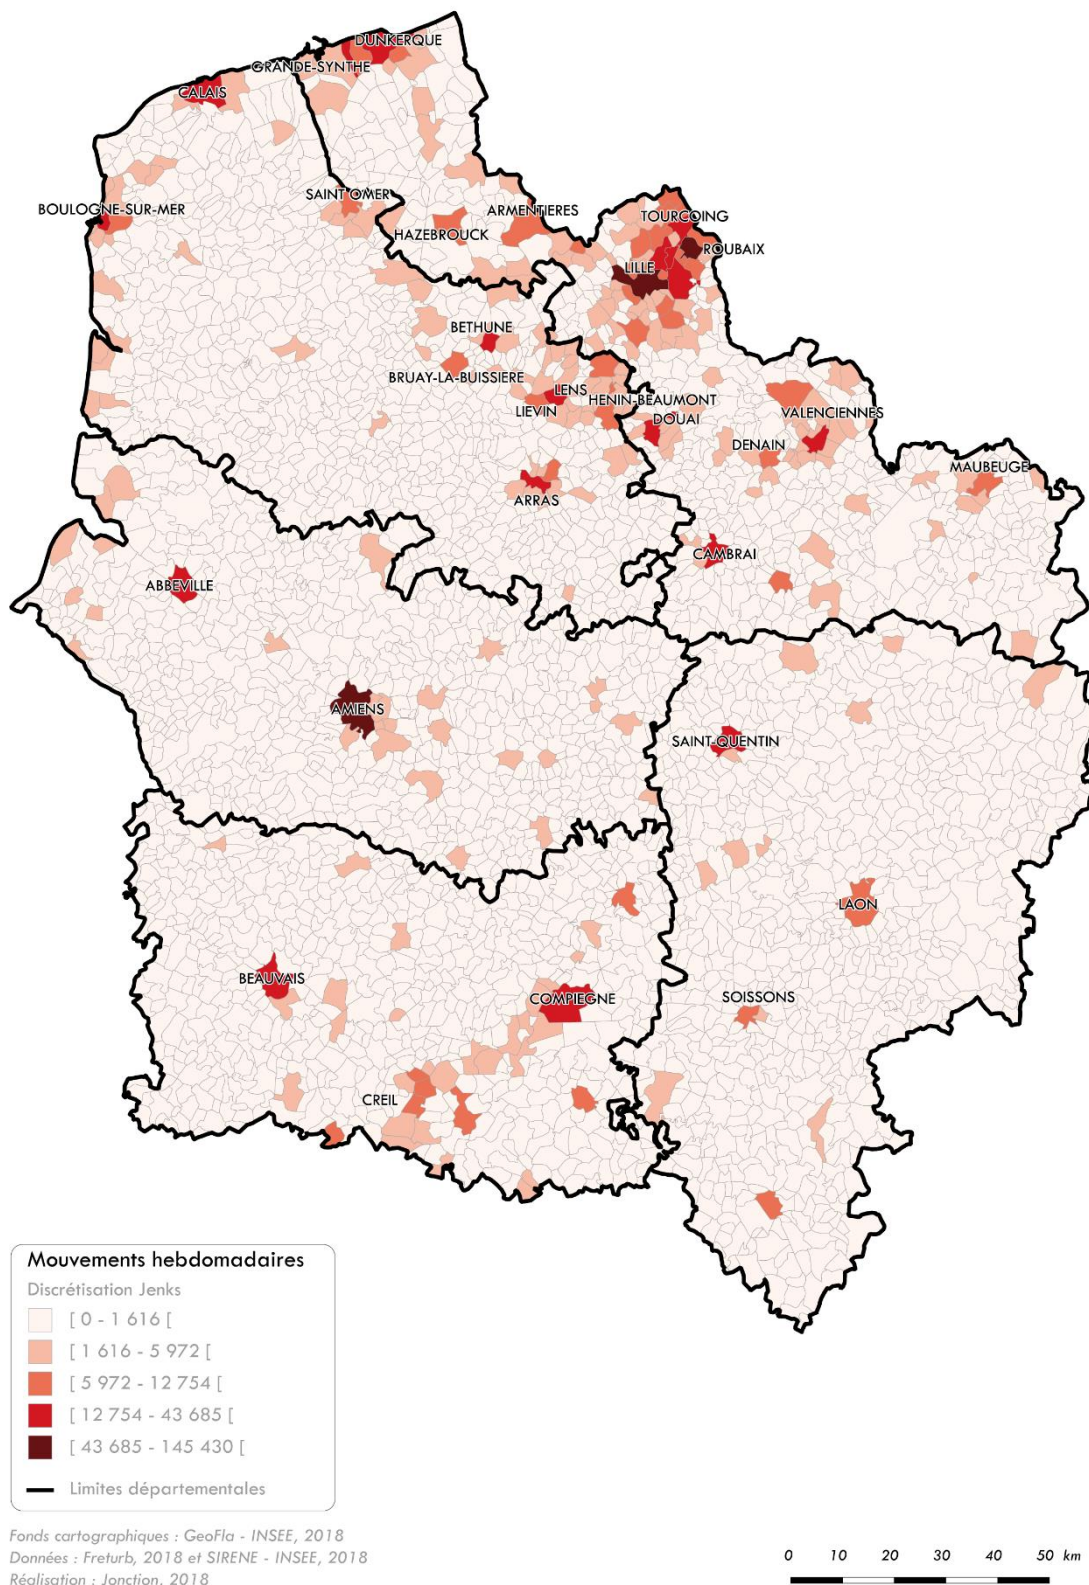 DUNKERQUE
GRANDE-SYNTHE
CALAIS
SAINT OMER
BOULOGNE-SUR-MER
ARMENTIERES
TOURCOING
HAZEBROUCK
ROUBAIX
LILLE
BETHUNE
BRUAY-LA-BUISSIERE
LENS
HENIN-BEAUMONT
LIEVIN
VALENCIENNES
DOUAI
DENAIN
MAUBEUGE
ARRAS
CAMBRAI
ABBEVILLE
AMIENS
SAINT-QUENTIN
LAON
BEAUVAIS
COMPIEGNE
SOISSONS
CREIL
Mouvements hebdomadaires
Discrétisation Jenks
[ 0 - 1 616 [
[ 1 616 - 5 972 [
[ 5 972 - 12 754 [
[ 12 754 - 43 685 [
[ 43 685 - 145 430 [
Limites départementales
Fonds cartographiques : GeoFla - INSEE, 2018
Données : Freturb, 2018 et SIRENE - INSEE, 2018
Réalisation : Jonction, 2018
0 10 20 30 40 50 km